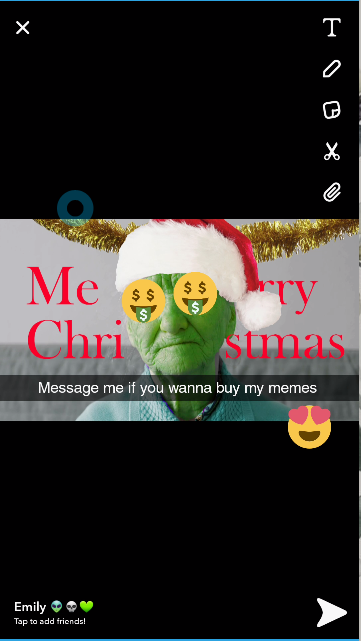 Me rry
Chri stmas
Message me if you wanna buy my memes
Emily 👽💀💚
Tap to add friends!